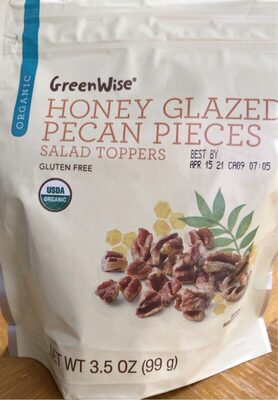 ORGANIC
GreenWise®
HONEY GLAZED
PECAN PIECES
SALAD TOPPERS
BEST BY
APR 15 21 CA09 07:05
GLUTEN FREE
USDA
ORGANIC
NET WT 3.5 OZ (99 g)